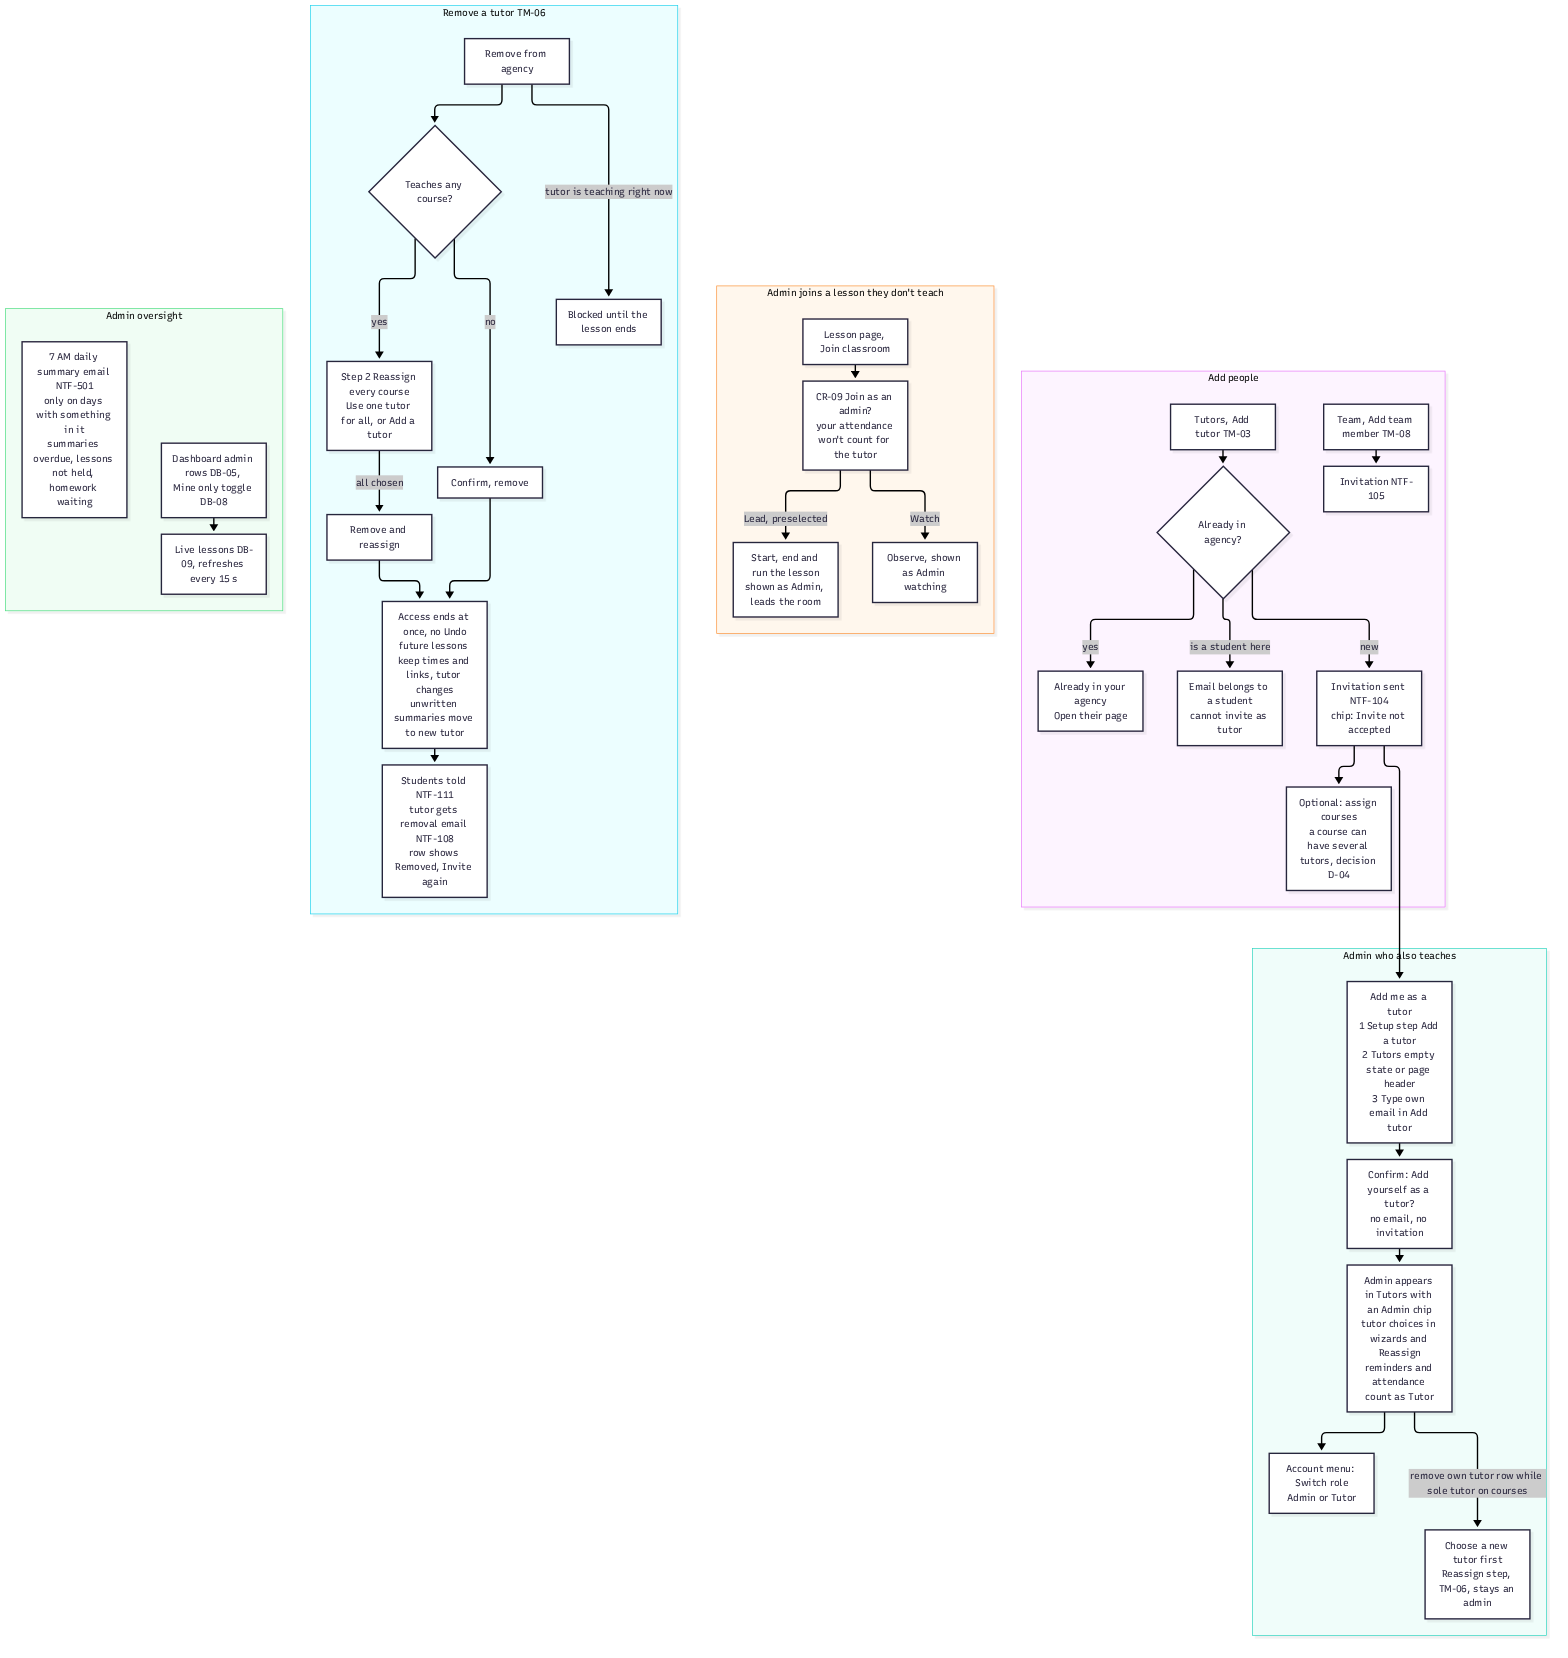 Remove a tutor TM-06
Remove from
agency
Teaches any
course?
tutor is teaching right now
yes
no
Blocked until the
lesson ends
Step 2 Reassign
every course
Use one tutor
for all, or Add a
tutor
all chosen
Confirm, remove
Remove and
reassign
Access ends at
once, no Undo
future lessons
keep times and
links, tutor
changes
unwritten
summaries move
to new tutor
Students told
NTF-111
tutor gets
removal email
NTF-108
row shows
Removed, Invite
again
Admin oversight
7 AM daily
summary email
NTF-501
only on days
with something
in it
summaries
overdue, lessons
not held,
homework
waiting
Dashboard admin
rows DB-05,
Mine only toggle
DB-08
Live lessons DB-
09, refreshes
every 15 s
Admin joins a lesson they don't teach
Lesson page,
Join classroom
CR-09 Join as an
admin?
your attendance
won't count for
the tutor
Lead, preselected
Watch
Start, end and
run the lesson
shown as Admin,
leads the room
Observe, shown
as Admin
watching
Add people
Tutors, Add
tutor TM-03
Team, Add team
member TM-08
Already in
agency?
Invitation NTF-
105
yes
is a student here
new
Already in your
agency
Open their page
Email belongs to
a student
cannot invite as
tutor
Invitation sent
NTF-104
chip: Invite not
accepted
Optional: assign
courses
a course can
have several
tutors, decision
D-04
Admin who also teaches
Add me as a
tutor
1 Setup step Add
a tutor
2 Tutors empty
state or page
header
3 Type own
email in Add
tutor
Confirm: Add
yourself as a
tutor?
no email, no
invitation
Admin appears
in Tutors with
an Admin chip
tutor choices in
wizards and
Reassign
reminders and
attendance
count as Tutor
Account menu:
Switch role
Admin or Tutor
remove own tutor row while
sole tutor on courses
Choose a new
tutor first
Reassign step,
TM-06, stays an
admin